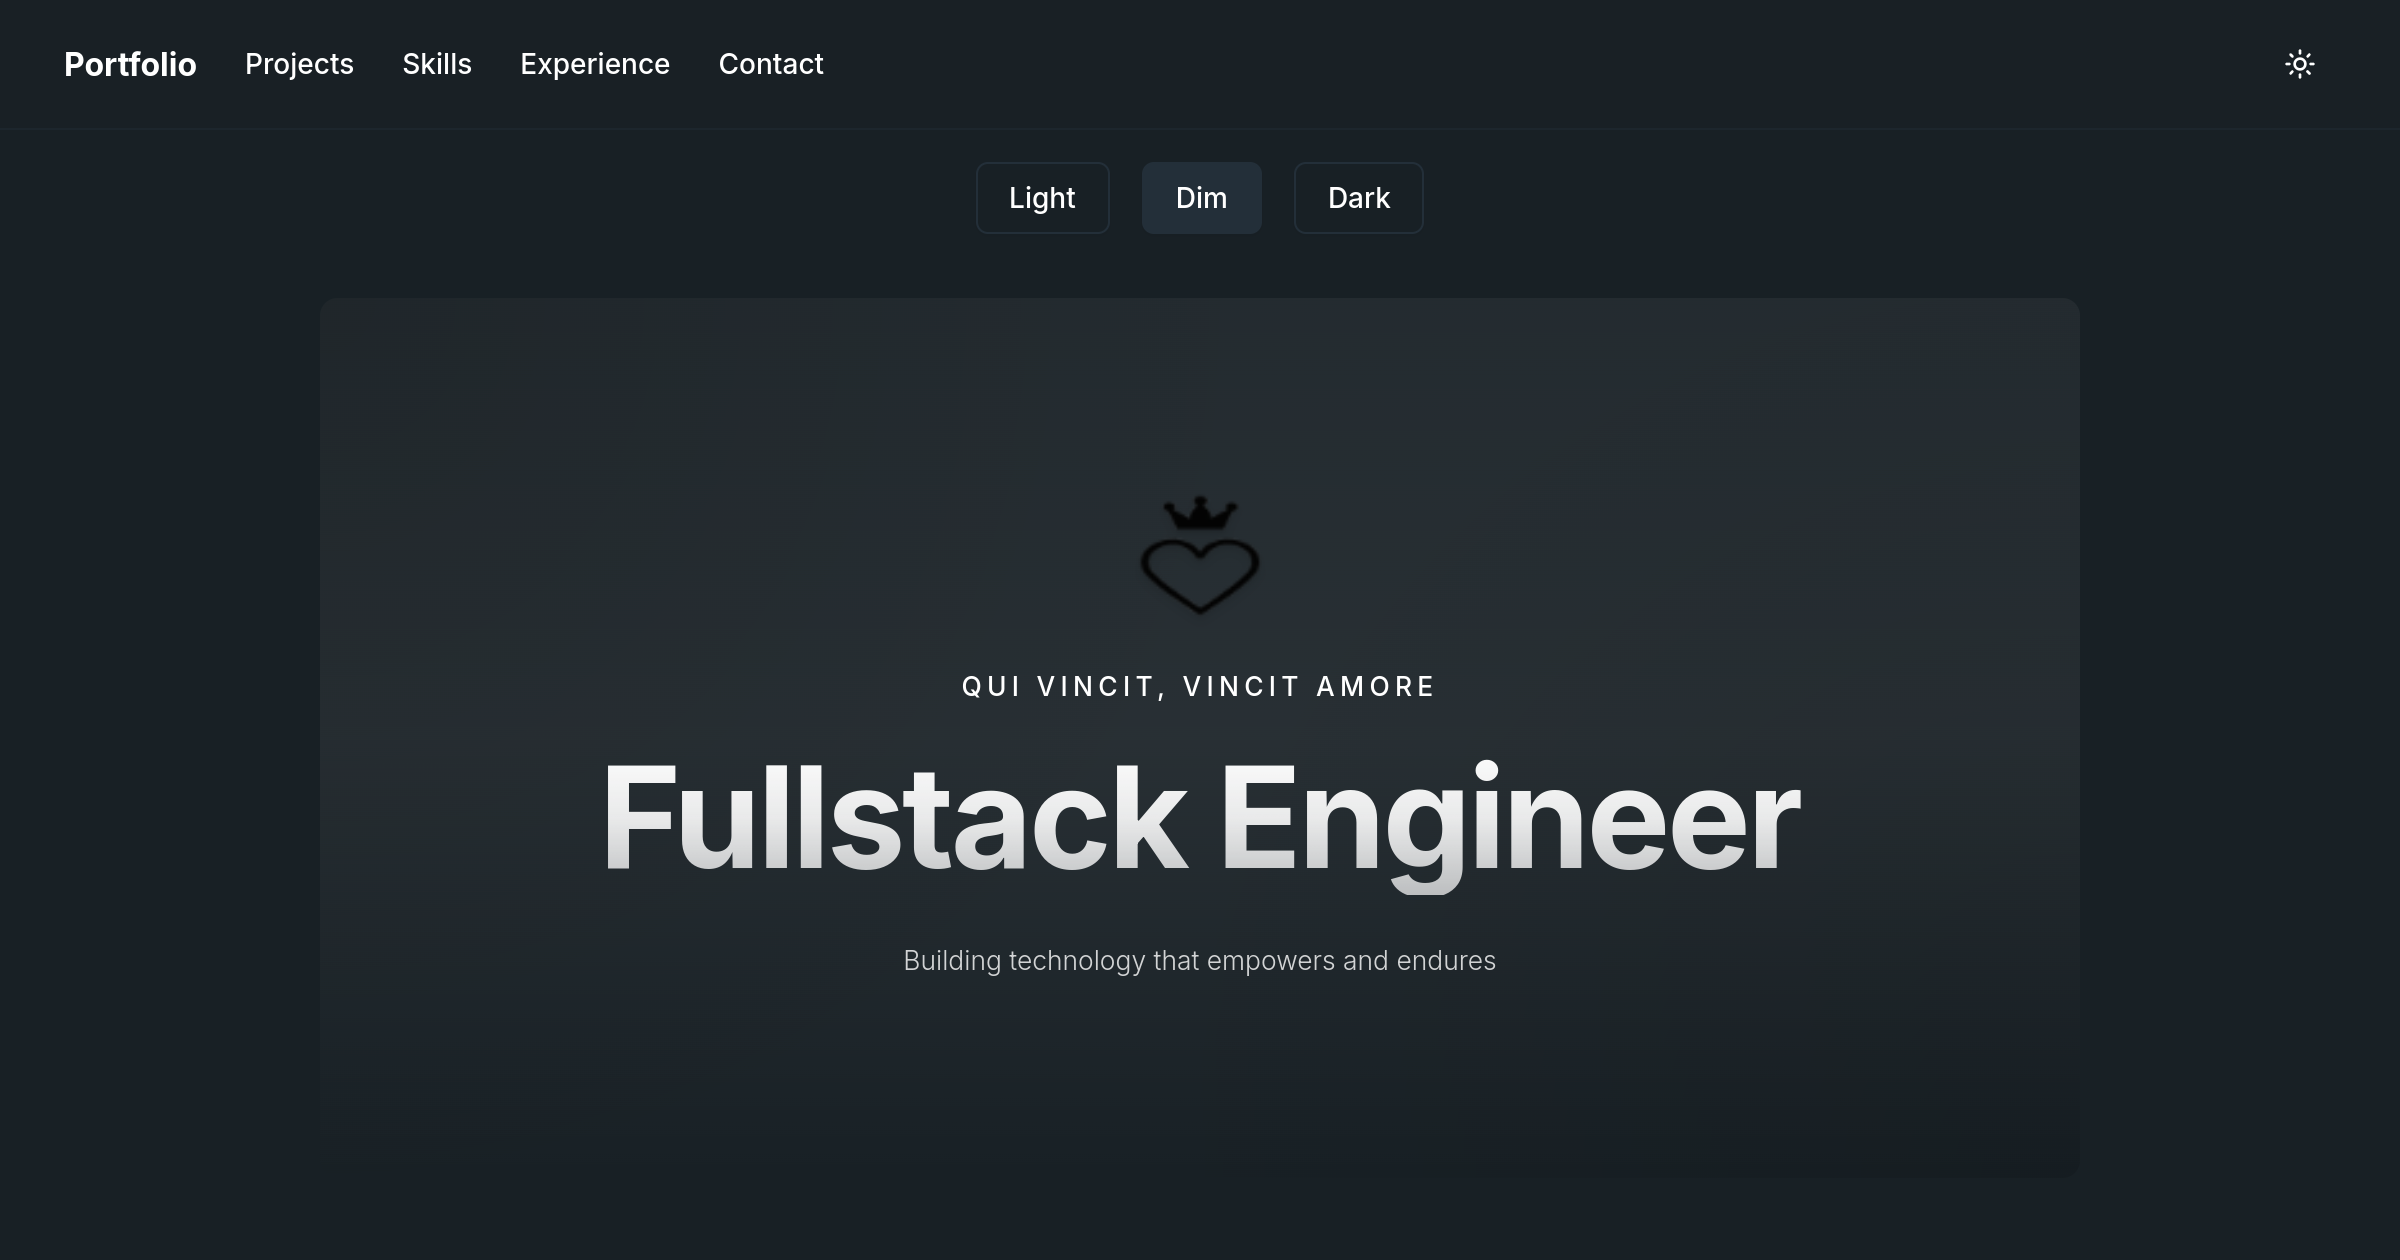 Portfolio Projects Skills Experience Contact
Light Dim Dark
QUI VINCIT, VINCIT AMORE
Fullstack Engineer
Building technology that empowers and endures